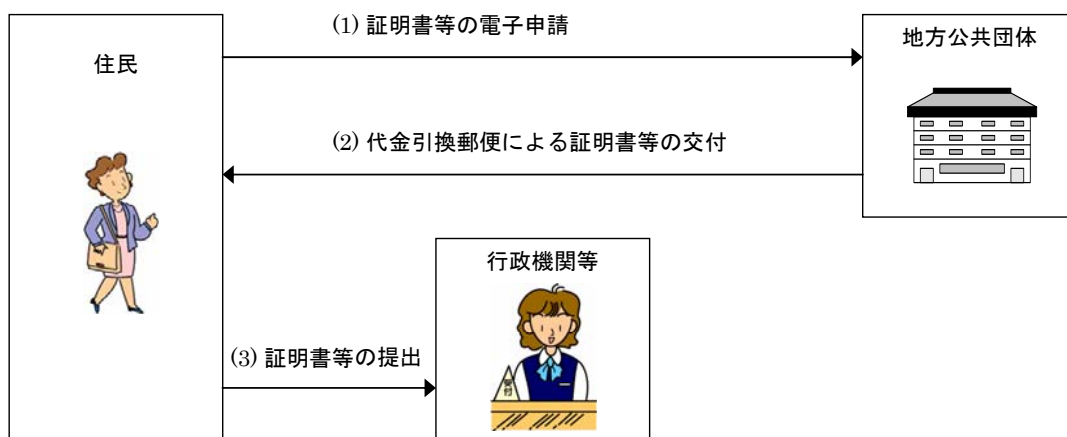 (1) 証明書等の電子申請
地方公共団体
住民
(2) 代金引換郵便による証明書等の交付
行政機関等
(3) 証明書等の提出
受付